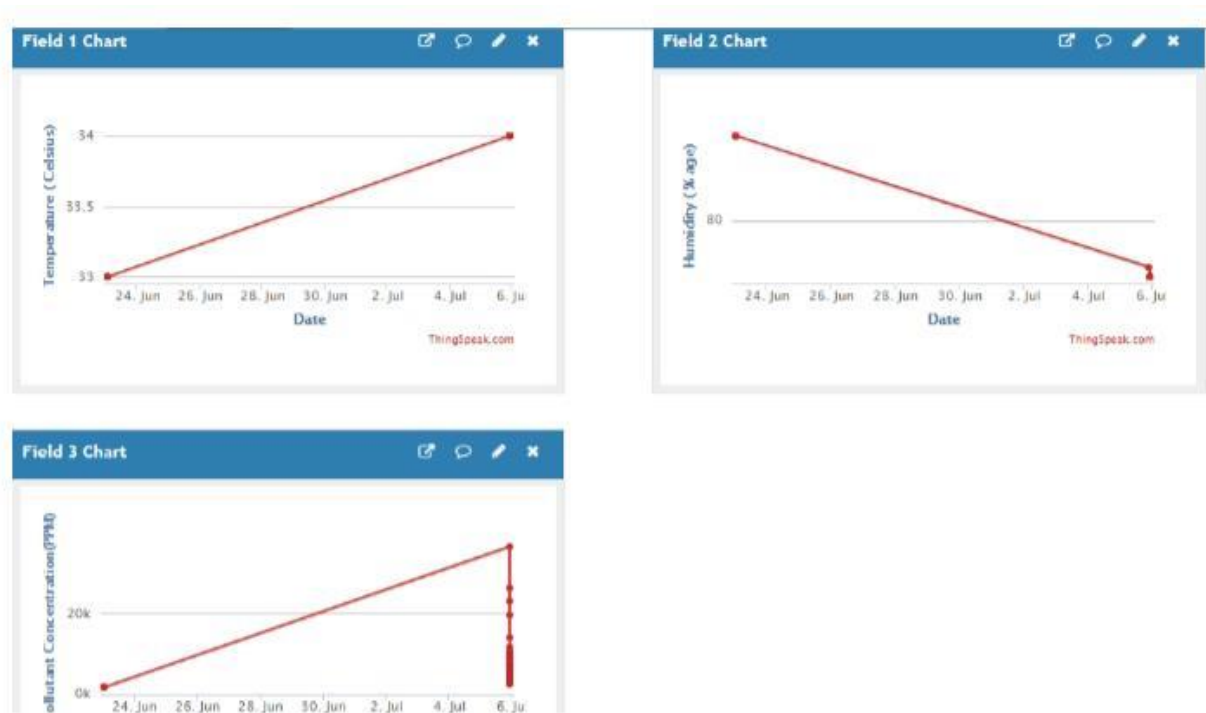 Field 1 Chart
Temperature (Celsius)
34
33.5
33
24. Jun 26. Jun 28. Jun 30. Jun 2. Jul 4. Jul 6. Ju
Date
ThingSpeak.com
Field 2 Chart
Humidity (%age)
80
24. Jun 26. Jun 28. Jun 30. Jun 2. Jul 4. Jul 6. Ju
Date
ThingSpeak.com
Field 3 Chart
ollutant Concentration(PPM)
20k
0k
24. Jun 26. Jun 28. Jun 30. Jun 2. Jul 4. Jul 6. Ju